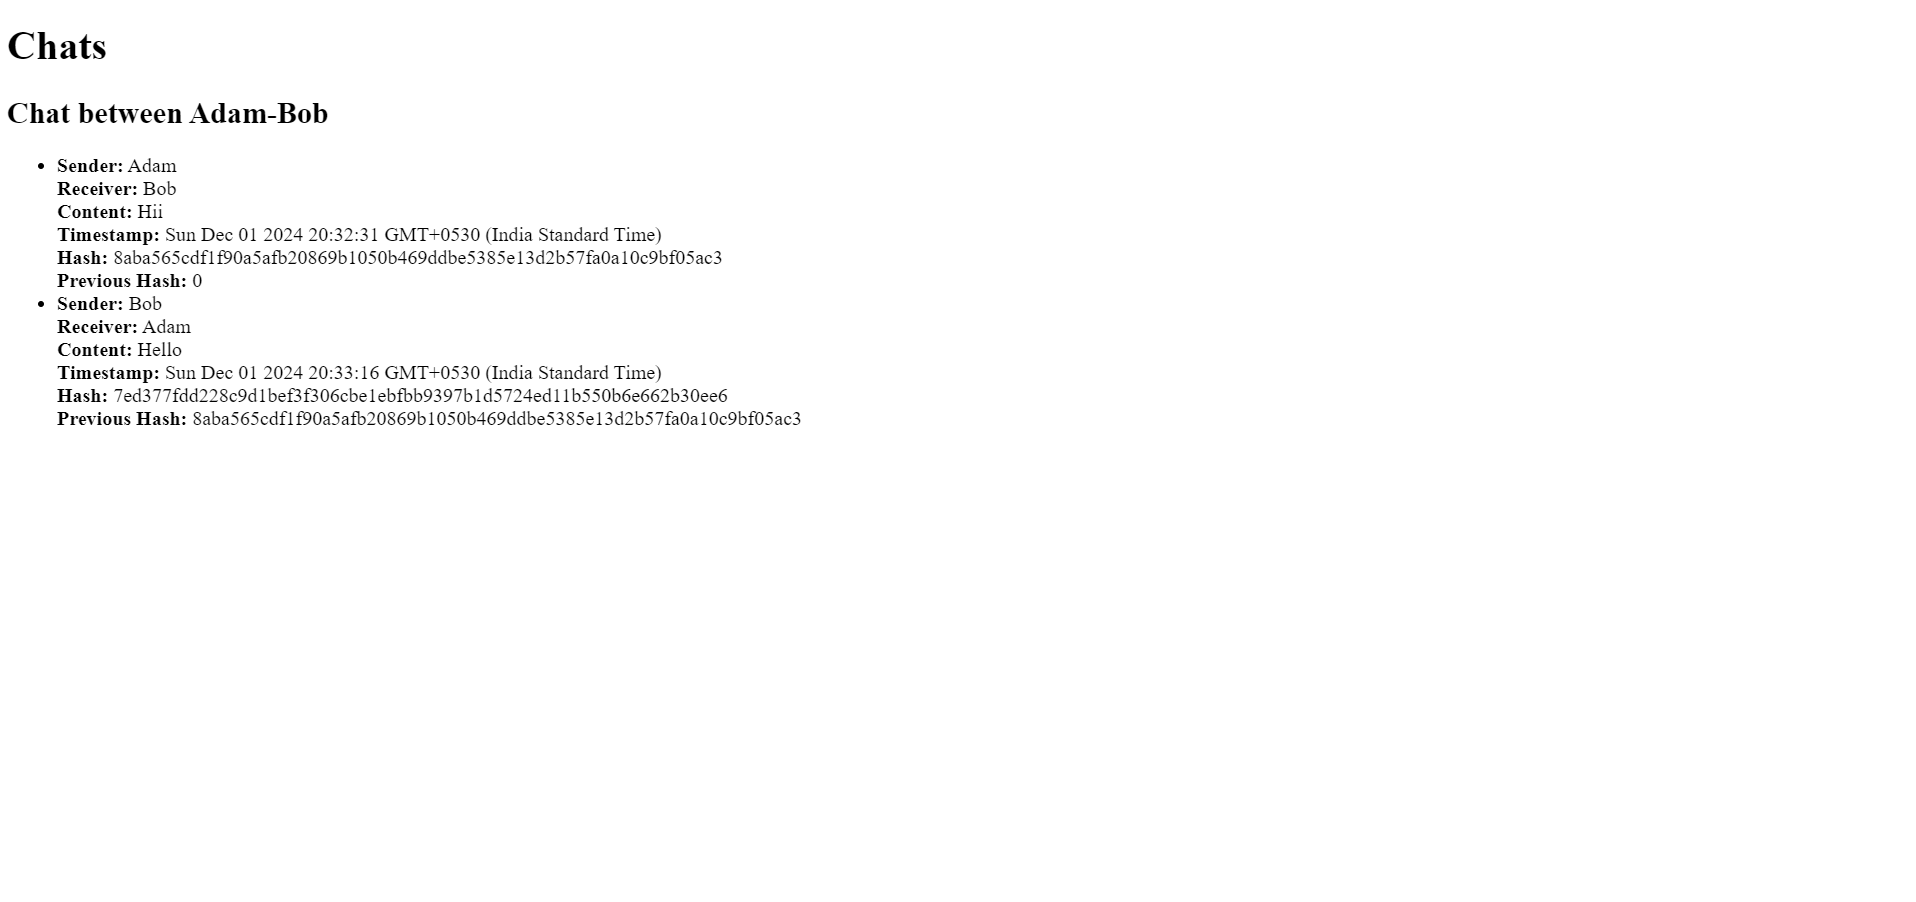 Chats
Chat between Adam-Bob
Sender: Adam
Receiver: Bob
Content: Hii
Timestamp: Sun Dec 01 2024 20:32:31 GMT+0530 (India Standard Time)
Hash: 8aba565cdf1f90a5afb20869b1050b469ddbe5385e13d2b57fa0a10c9bf05ac3
Previous Hash: 0
Sender: Bob
Receiver: Adam
Content: Hello
Timestamp: Sun Dec 01 2024 20:33:16 GMT+0530 (India Standard Time)
Hash: 7ed377fdd228c9d1bef3f306cbe1ebfbb9397b1d5724ed11b550b6e662b30ee6
Previous Hash: 8aba565cdf1f90a5afb20869b1050b469ddbe5385e13d2b57fa0a10c9bf05ac3